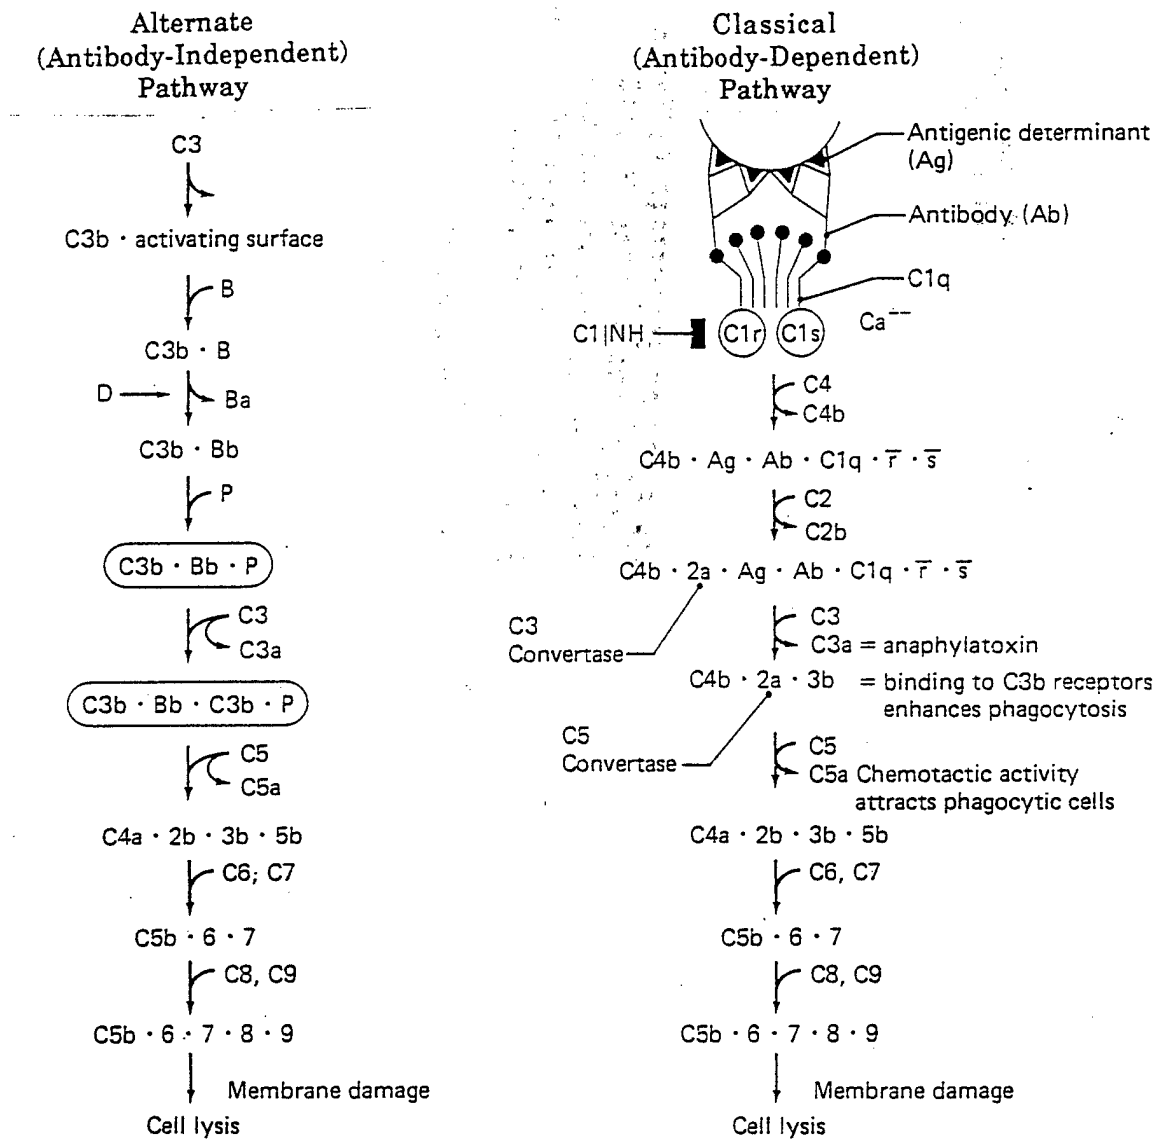 Alternate
(Antibody-Independent)
Pathway
C3
C3b · activating surface
B
C3b · B
D
Ba
C3b · Bb
P
C3b · Bb · P
C3
C3a
C3b · Bb · C3b · P
C5
C5a
C4a · 2b · 3b · 5b
C6; C7
C5b · 6 · 7
C8, C9
C5b · 6 · 7 · 8 · 9
Membrane damage
Cell lysis
Classical
(Antibody-Dependent)
Pathway
Antigenic determinant
(Ag)
Antibody (Ab)
C1q
Ca⁻⁻
C1|NH
C1r
C1s
C4
C4b
C4b · Ag · Ab · C1q · r̅ · s̅
C2
C2b
C4b · 2a · Ag · Ab · C1q · r̅ · s̅
C3
Convertase
C3
C3a = anaphylatoxin
C4b · 2a · 3b = binding to C3b receptors
enhances phagocytosis
C5
Convertase
C5
C5a Chemotactic activity
attracts phagocytic cells
C4a · 2b · 3b · 5b
C6, C7
C5b · 6 · 7
C8, C9
C5b · 6 · 7 · 8 · 9
Membrane damage
Cell lysis